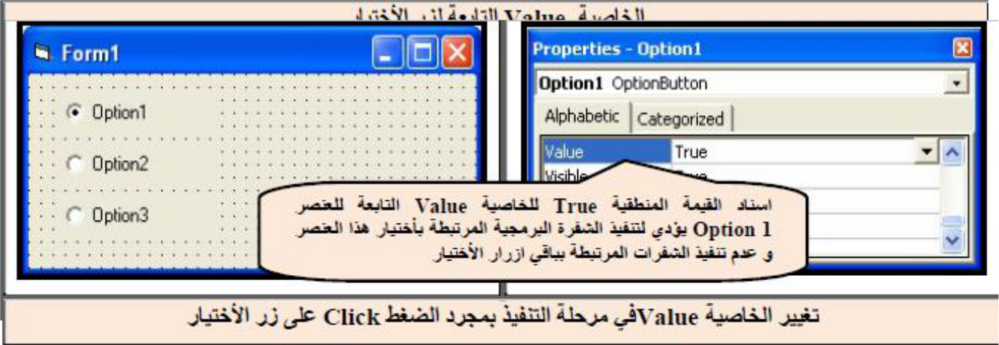 الخاصية Value التابعة لزر الأختيار
Form1
Option1
Option2
Option3
Properties - Option1
Option1 OptionButton
Alphabetic Categorized
Value True
Visible True
اسناد القيمة المنطقية True للخاصية Value التابعة للعنصر
Option 1 يؤدي لتنفيذ الشفرة البرمجية المرتبطة بأختيار هذا العنصر
و عدم تنفيذ الشفرات المرتبطة بباقي ازرار الأختيار
تغيير الخاصية Valueفي مرحلة التنفيذ بمجرد الضغط Click على زر الأختيار